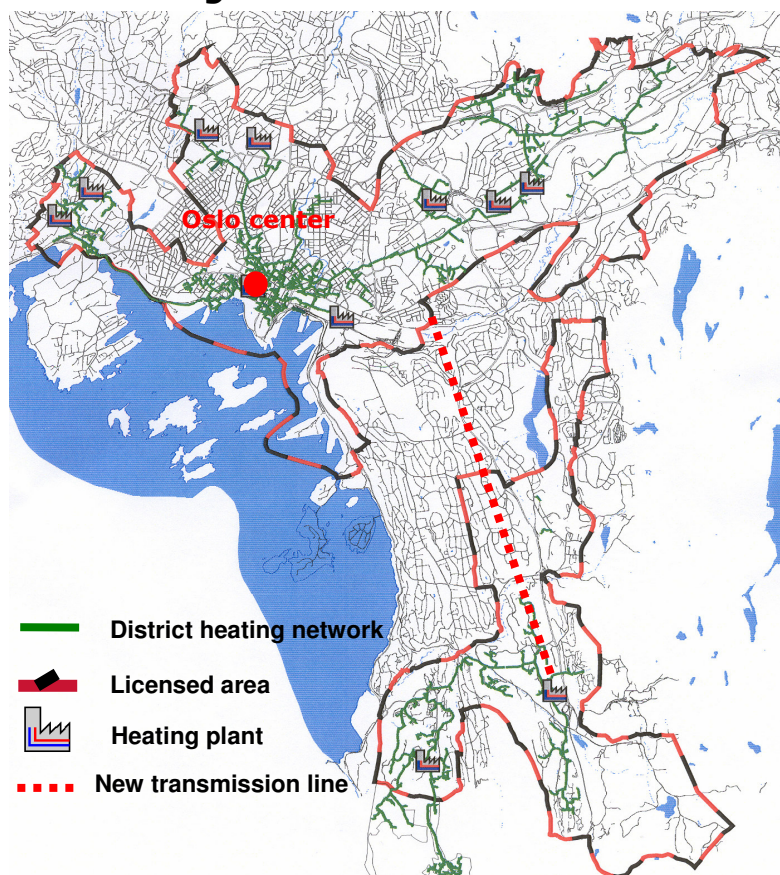 Oslo center
District heating network
Licensed area
Heating plant
New transmission line